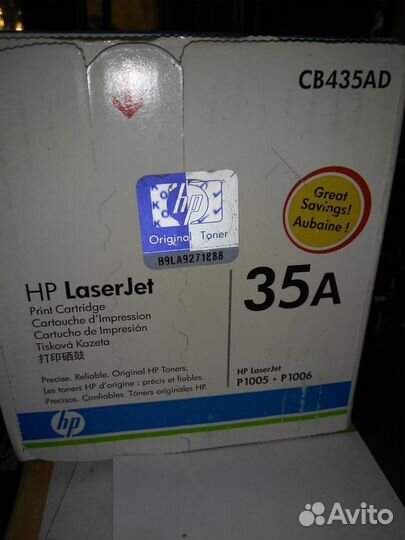 CB435AD
Great
Savings!
Aubaine !
hp
Original Toner
B9LA9271E88
HP LaserJet
Print Cartridge
Cartouche d'Impression
Cartucho de Impresión
Tisková Kazeta
打印硒鼓
35A
Precise. Reliable. Original HP Toners.
Les toners HP d'origine : précis et fiables.
Precisos. Confiables. Tóners originales HP.
HP LaserJet
P1005 • P1006
hp
Avito